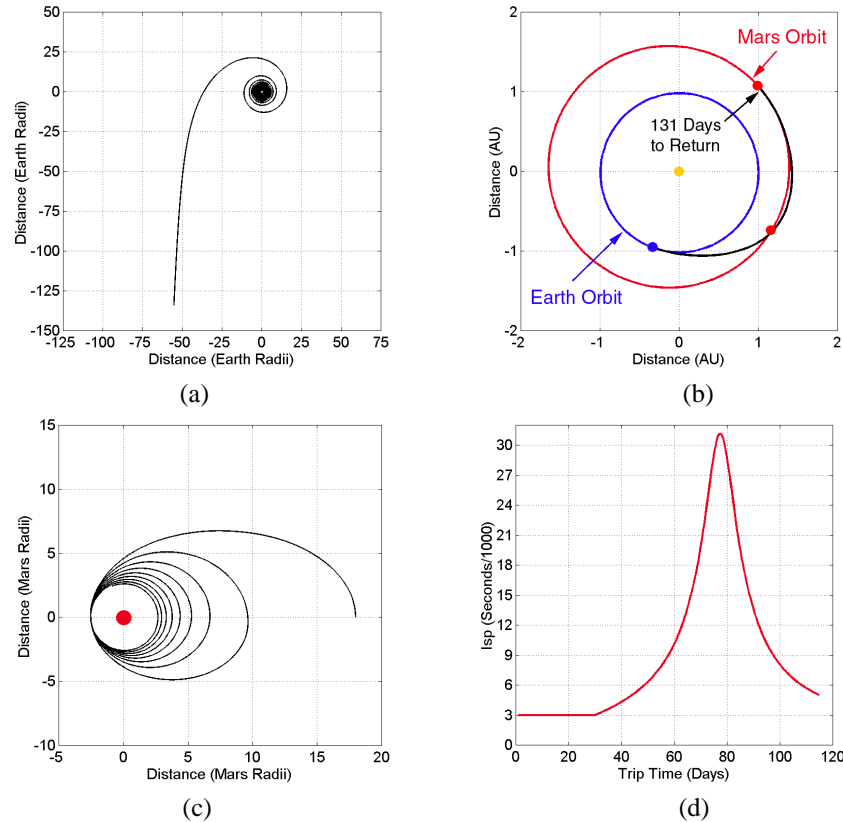 50
25
0
-25
-50
-75
-100
-125
-150
Distance (Earth Radii)
-125 -100 -75 -50 -25 0 25 50 75
Distance (Earth Radii)
(a)
2
1
0
-1
-2
Distance (AU)
Mars Orbit
131 Days
to Return
Earth Orbit
-2 -1 0 1 2
Distance (AU)
(b)
15
10
5
0
-5
-10
Distance (Mars Radii)
-5 0 5 10 15 20
Distance (Mars Radii)
(c)
30
27
24
21
18
15
12
9
6
3
0
Isp (Seconds/1000)
0 20 40 60 80 100 120
Trip Time (Days)
(d)